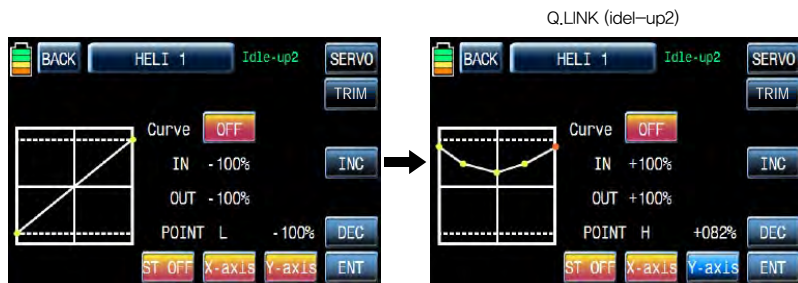 Q.LINK (idel-up2)
BACK HELI 1 Idle-up2 SERVO
TRIM
Curve OFF
IN -100% INC
OUT -100%
POINT L -100% DEC
ST OFF X-axis Y-axis ENT
BACK HELI 1 Idle-up2 SERVO
TRIM
Curve OFF
IN +100% INC
OUT +100%
POINT H +082% DEC
ST OFF X-axis Y-axis ENT